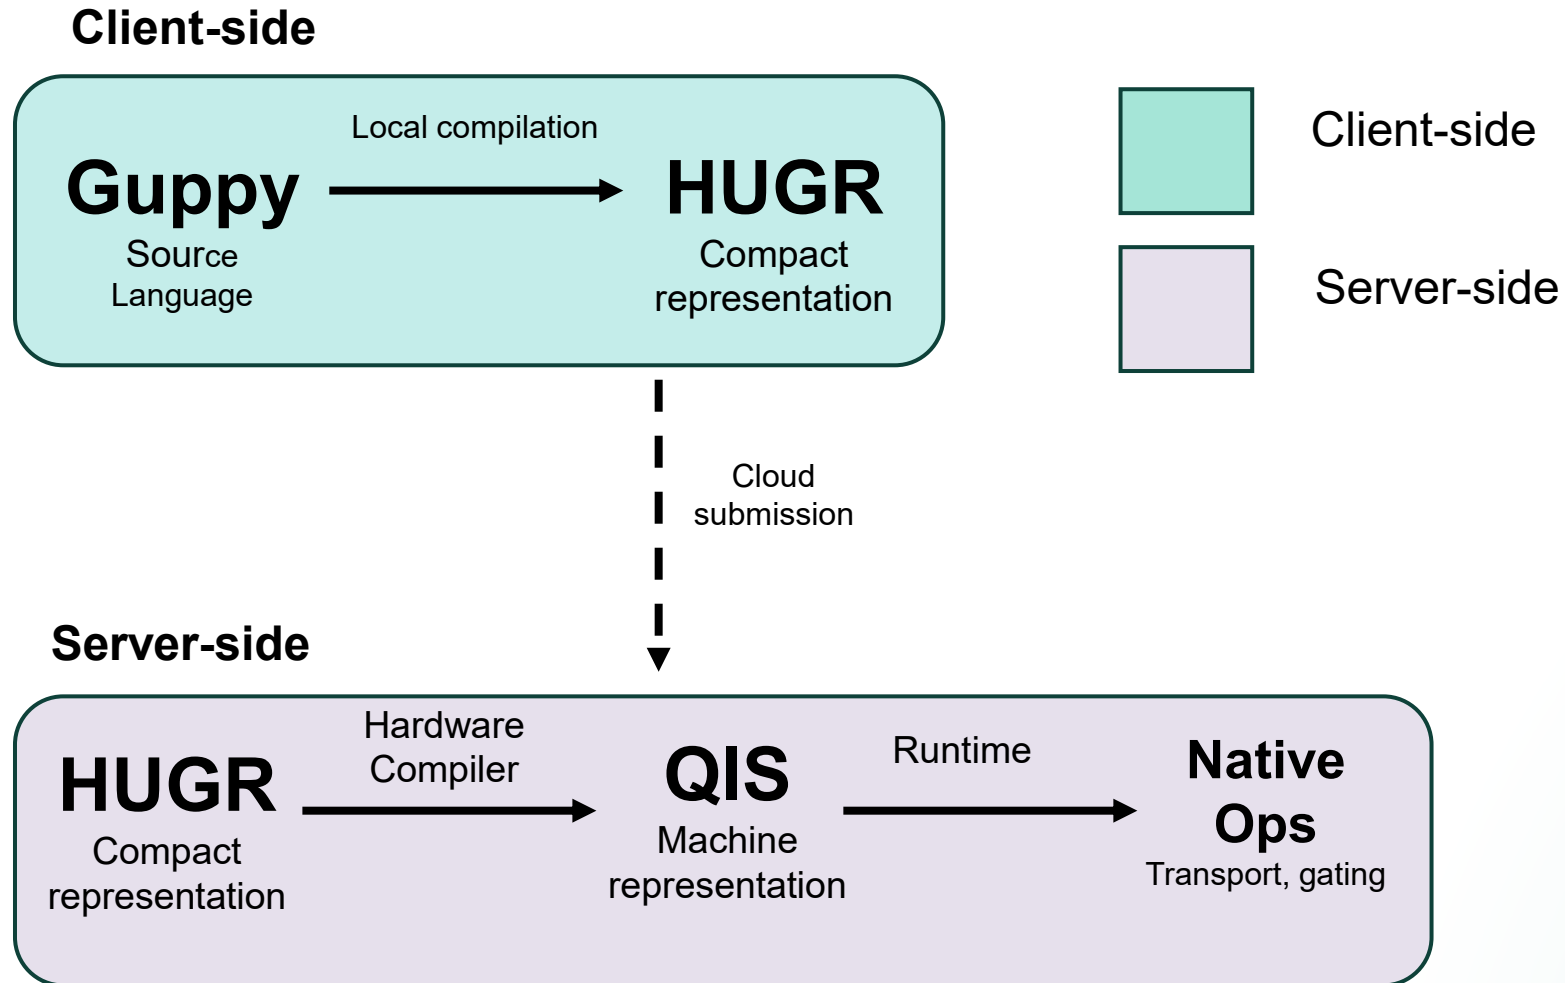 Client-side
Local compilation
Guppy
Source
Language
HUGR
Compact
representation
Client-side
Server-side
Cloud
submission
Server-side
HUGR
Compact
representation
Hardware
Compiler
QIS
Machine
representation
Runtime
Native
Ops
Transport, gating